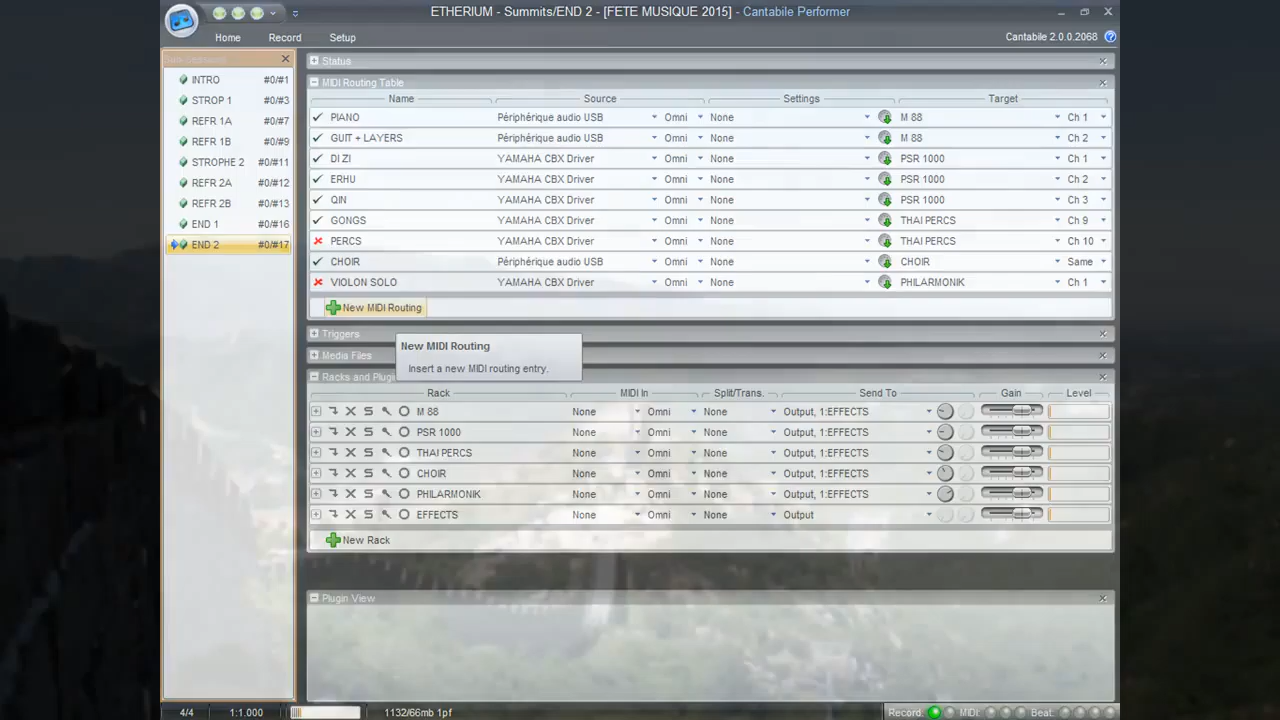 ETHERIUM - Summits/END 2 - [FETE MUSIQUE 2015] - Cantabile Performer
Home Record Setup
Cantabile 2.0.0.2068
INTRO #0/#1
STROP 1 #0/#3
REFR 1A #0/#7
REFR 1B #0/#9
STROPHE 2 #0/#11
REFR 2A #0/#12
REFR 2B #0/#13
END 1 #0/#16
END 2 #0/#17
Status
MIDI Routing Table
Name Source Settings Target
PIANO Périphérique audio USB Omni None M 88 Ch 1
GUIT + LAYERS Périphérique audio USB Omni None M 88 Ch 2
DI ZI YAMAHA CBX Driver Omni None PSR 1000 Ch 1
ERHU YAMAHA CBX Driver Omni None PSR 1000 Ch 2
QIN YAMAHA CBX Driver Omni None PSR 1000 Ch 3
GONGS YAMAHA CBX Driver Omni None THAI PERCS Ch 9
PERCS YAMAHA CBX Driver Omni None THAI PERCS Ch 10
CHOIR Périphérique audio USB Omni None CHOIR Same
VIOLON SOLO YAMAHA CBX Driver Omni None PHILARMONIK Ch 1
New MIDI Routing
Triggers
New MIDI Routing
Insert a new MIDI routing entry.
Media Files
Racks and Plugi
Rack MIDI In Split/Trans. Send To Gain Level
S M 88 None Omni None Output, 1:EFFECTS
S PSR 1000 None Omni None Output, 1:EFFECTS
S THAI PERCS None Omni None Output, 1:EFFECTS
S CHOIR None Omni None Output, 1:EFFECTS
S PHILARMONIK None Omni None Output, 1:EFFECTS
S EFFECTS None Omni None Output
New Rack
Plugin View
4/4 1:1.000 1132/66mb 1pf Record: MIDI: Beat: